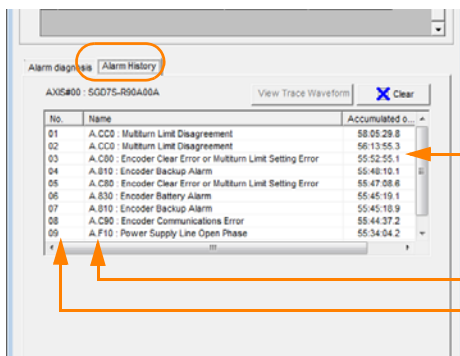 Alarm diagnosis Alarm History
AXIS#00 : SGD7S-R90A00A View Trace Waveform Clear
No. Name Accumulated o...
01 A.CC0 : Multiturn Limit Disagreement 58:05:29.8
02 A.CC0 : Multiturn Limit Disagreement 56:13:55.3
03 A.C80 : Encoder Clear Error or Multiturn Limit Setting Error 55:52:55.1
04 A.810 : Encoder Backup Alarm 55:48:10.1
05 A.C80 : Encoder Clear Error or Multiturn Limit Setting Error 55:47:08.6
06 A.830 : Encoder Battery Alarm 55:45:19.1
07 A.810 : Encoder Backup Alarm 55:45:18.9
08 A.C90 : Encoder Communications Error 55:44:37.2
09 A.F10 : Power Supply Line Open Phase 55:34:04.2